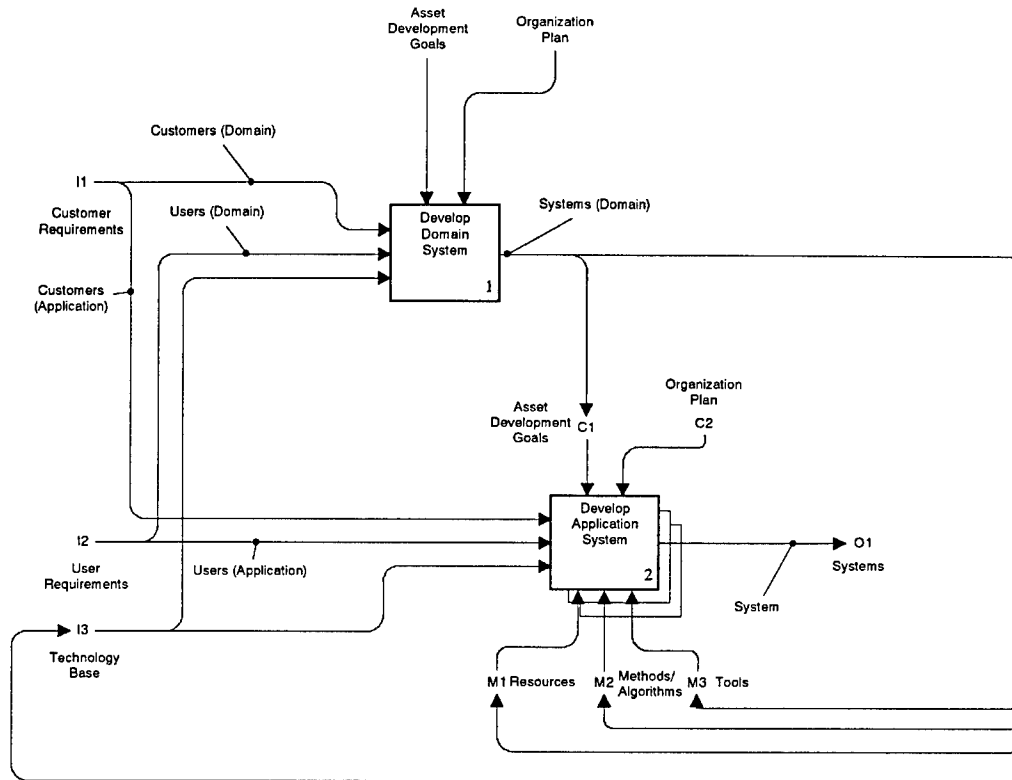 Asset
Development
Goals
Organization
Plan
Customers (Domain)
I1
Customer
Requirements
Users (Domain)
Develop
Domain
System
1
Systems (Domain)
Customers
(Application)
Asset
Development
Goals
C1
Organization
Plan
C2
Develop
Application
System
2
I2
User
Requirements
Users (Application)
O1
Systems
System
I3
Technology
Base
M1 Resources
M2 Methods/
Algorithms
M3 Tools